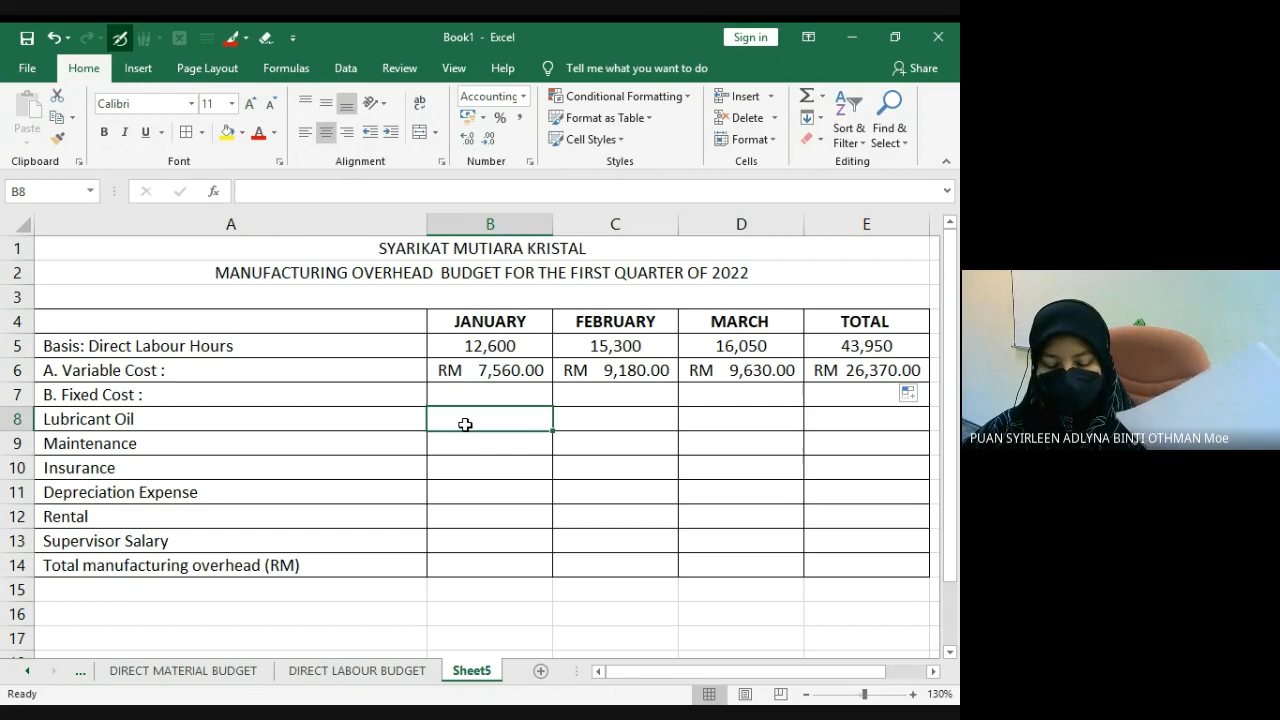 Book1 - Excel
Sign in
File Home Insert Page Layout Formulas Data Review View Help Tell me what you want to do Share
Paste
Calibri 11
B I U
ab
Accounting
% ,
Conditional Formatting
Format as Table
Cell Styles
Insert
Delete
Format
Sort & Filter
Find & Select
Clipboard Font Alignment Number Styles Cells Editing
B8 fx
A B C D E
1 SYARIKAT MUTIARA KRISTAL
2 MANUFACTURING OVERHEAD BUDGET FOR THE FIRST QUARTER OF 2022
3
4 JANUARY FEBRUARY MARCH TOTAL
5 Basis: Direct Labour Hours 12,600 15,300 16,050 43,950
6 A. Variable Cost : RM 7,560.00 RM 9,180.00 RM 9,630.00 RM 26,370.00
7 B. Fixed Cost :
8 Lubricant Oil
9 Maintenance
10 Insurance
11 Depreciation Expense
12 Rental
13 Supervisor Salary
14 Total manufacturing overhead (RM)
15
16
17
... DIRECT MATERIAL BUDGET DIRECT LABOUR BUDGET Sheet5
Ready 130%
PUAN SYIRLEEN ADLYNA BINTI OTHMAN Moe